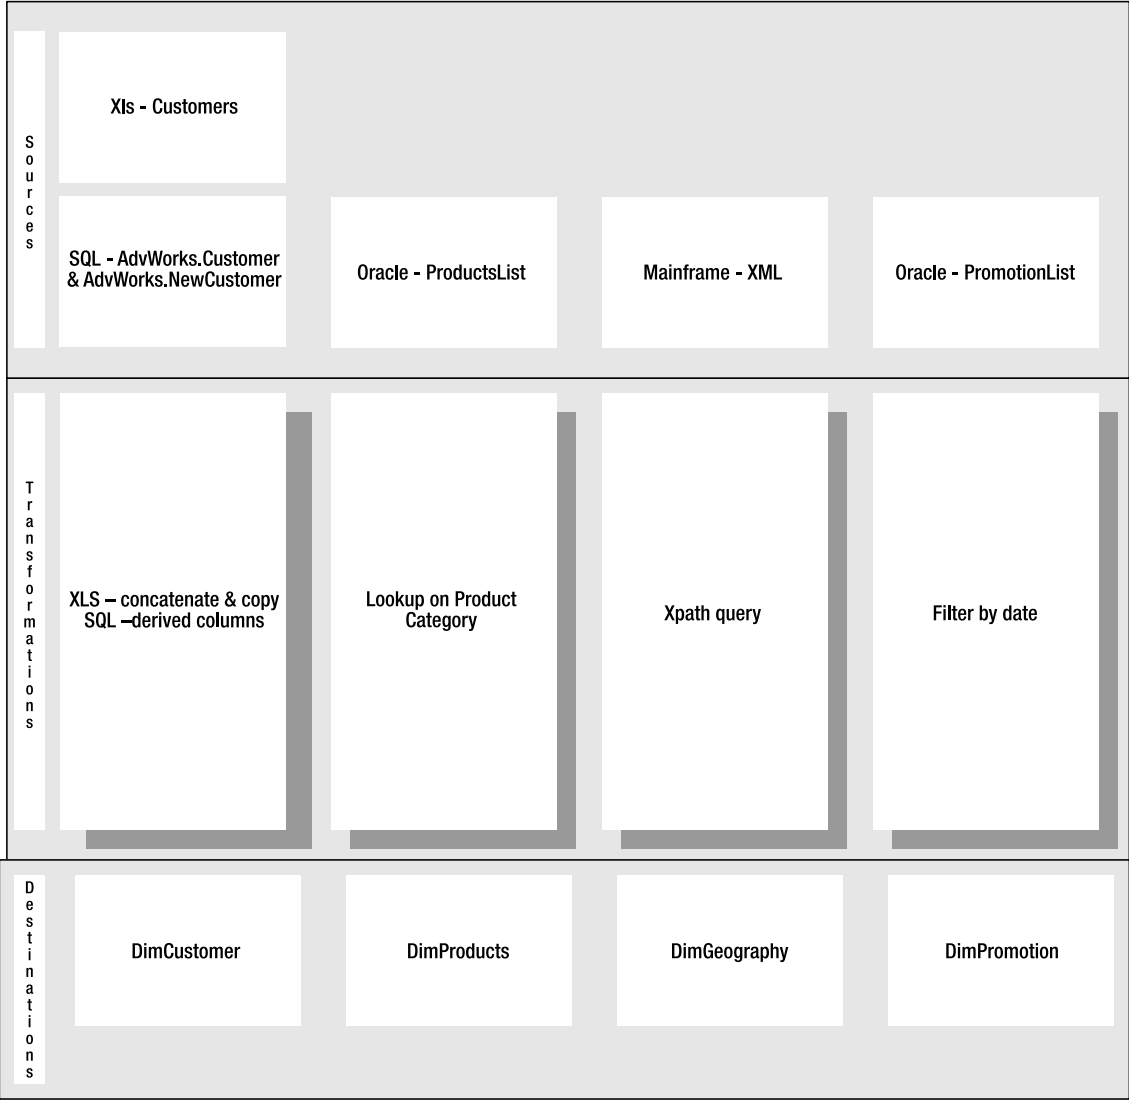 Sources
Xls - Customers
SQL - AdvWorks.Customer
& AdvWorks.NewCustomer
Oracle - ProductsList
Mainframe - XML
Oracle - PromotionList
Transformations
XLS – concatenate & copy
SQL –derived columns
Lookup on Product
Category
Xpath query
Filter by date
Destinations
DimCustomer
DimProducts
DimGeography
DimPromotion